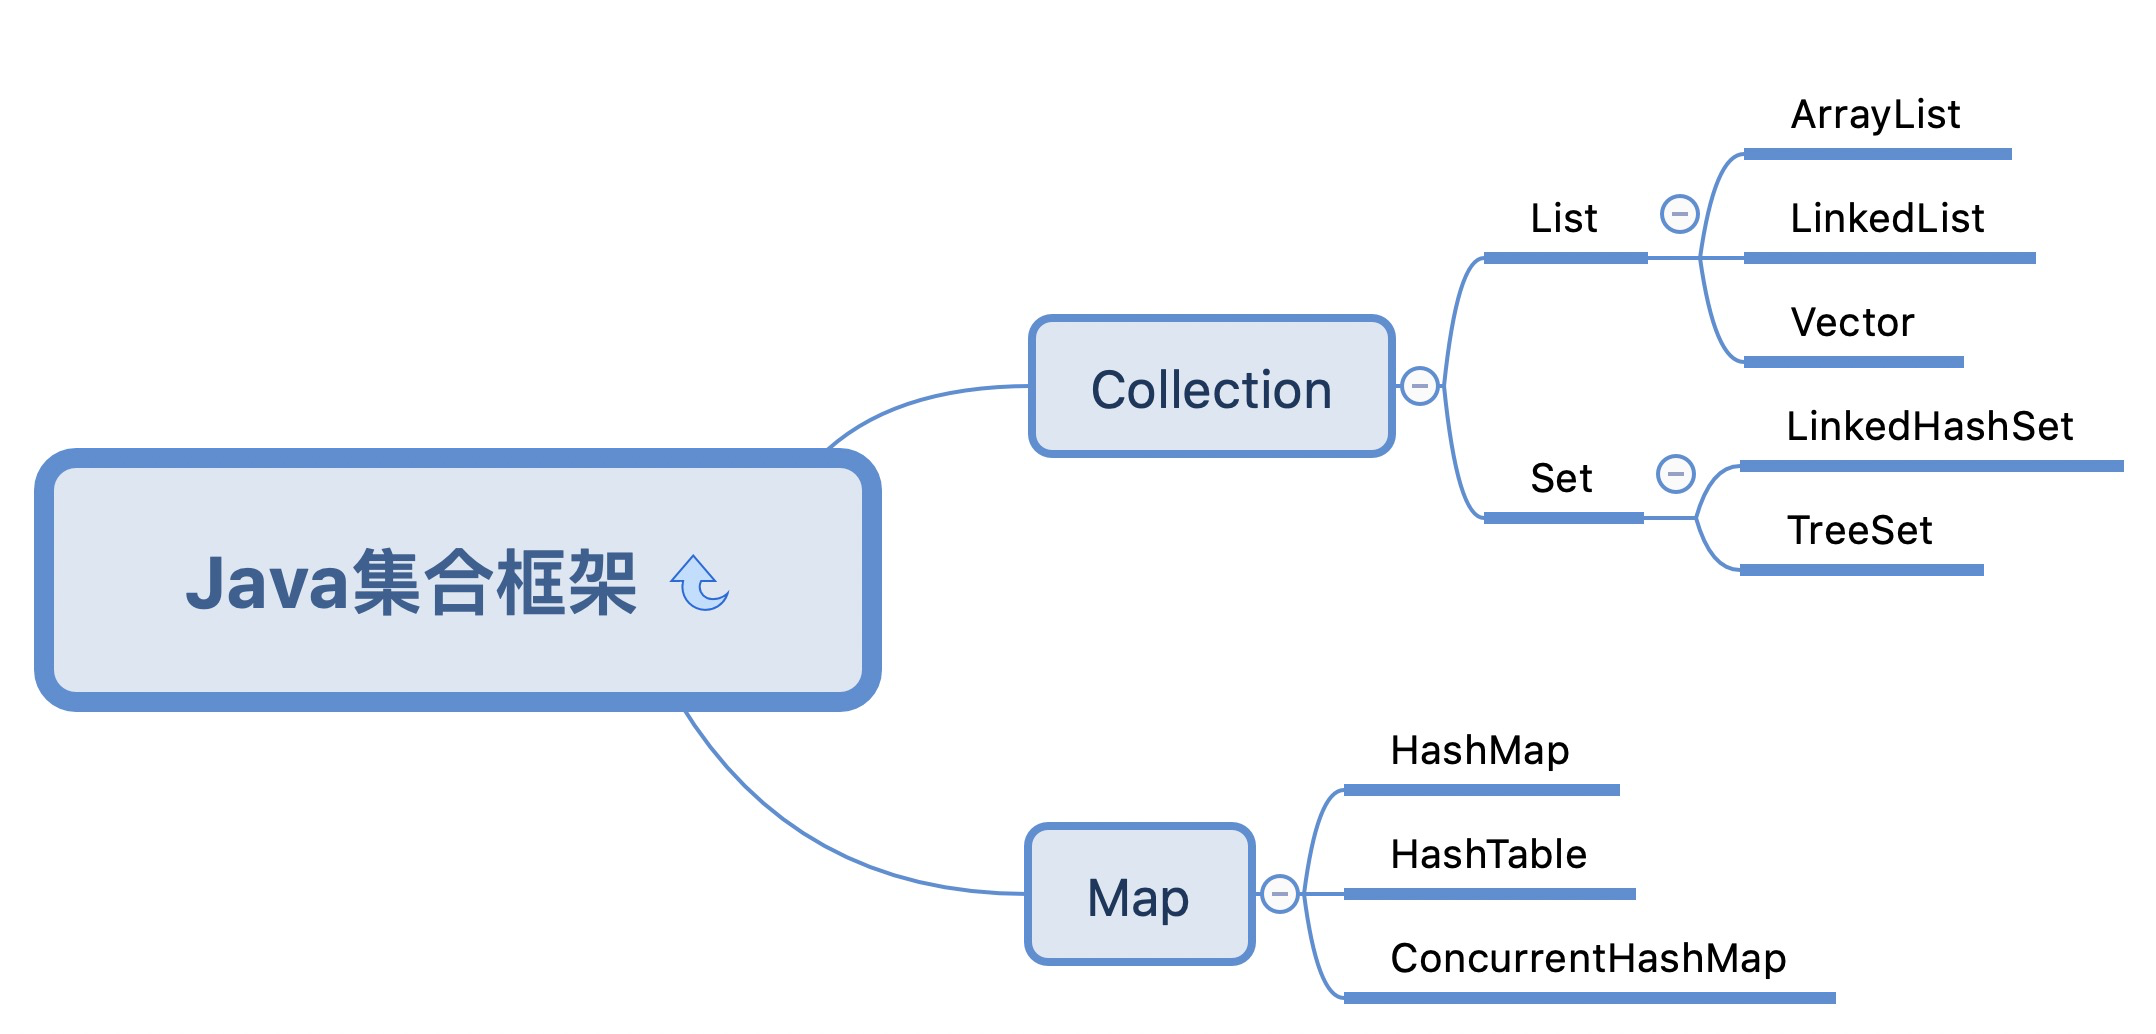 Java集合框架
Collection
List
ArrayList
LinkedList
Vector
Set
LinkedHashSet
TreeSet
Map
HashMap
HashTable
ConcurrentHashMap